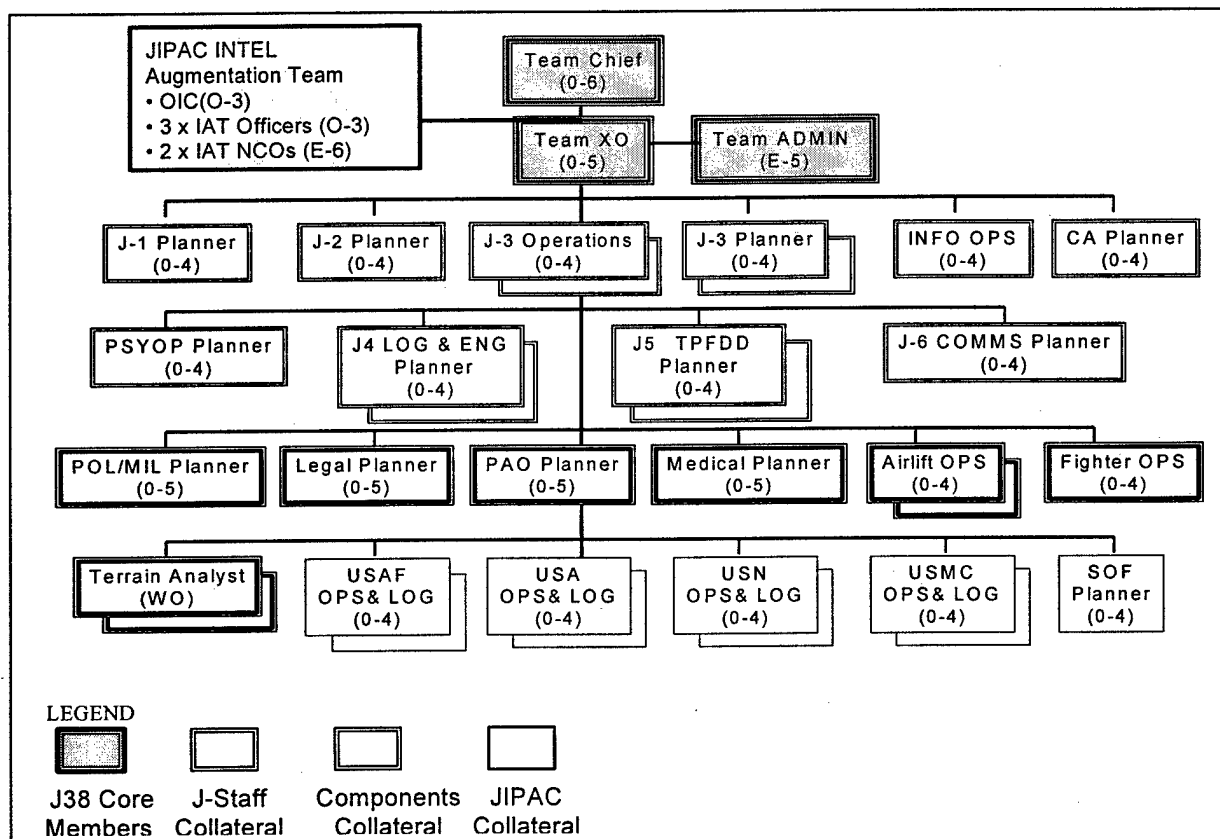 JIPAC INTEL
Augmentation Team
• OIC(O-3)
• 3 x IAT Officers (O-3)
• 2 x IAT NCOs (E-6)
Team Chief
(0-6)
Team XO
(0-5)
Team ADMIN
(E-5)
J-1 Planner
(0-4)
J-2 Planner
(0-4)
J-3 Operations
(0-4)
J-3 Planner
(0-4)
INFO OPS
(0-4)
CA Planner
(0-4)
PSYOP Planner
(0-4)
J4 LOG & ENG
Planner
(0-4)
J5 TPFDD
Planner
(0-4)
J-6 COMMS Planner
(0-4)
POL/MIL Planner
(0-5)
Legal Planner
(0-5)
PAO Planner
(0-5)
Medical Planner
(0-5)
Airlift OPS
(0-4)
Fighter OPS
(0-4)
Terrain Analyst
(WO)
USAF
OPS& LOG
(0-4)
USA
OPS& LOG
(0-4)
USN
OPS& LOG
(0-4)
USMC
OPS& LOG
(0-4)
SOF
Planner
(0-4)
LEGEND
J38 Core
Members
J-Staff
Collateral
Components
Collateral
JIPAC
Collateral